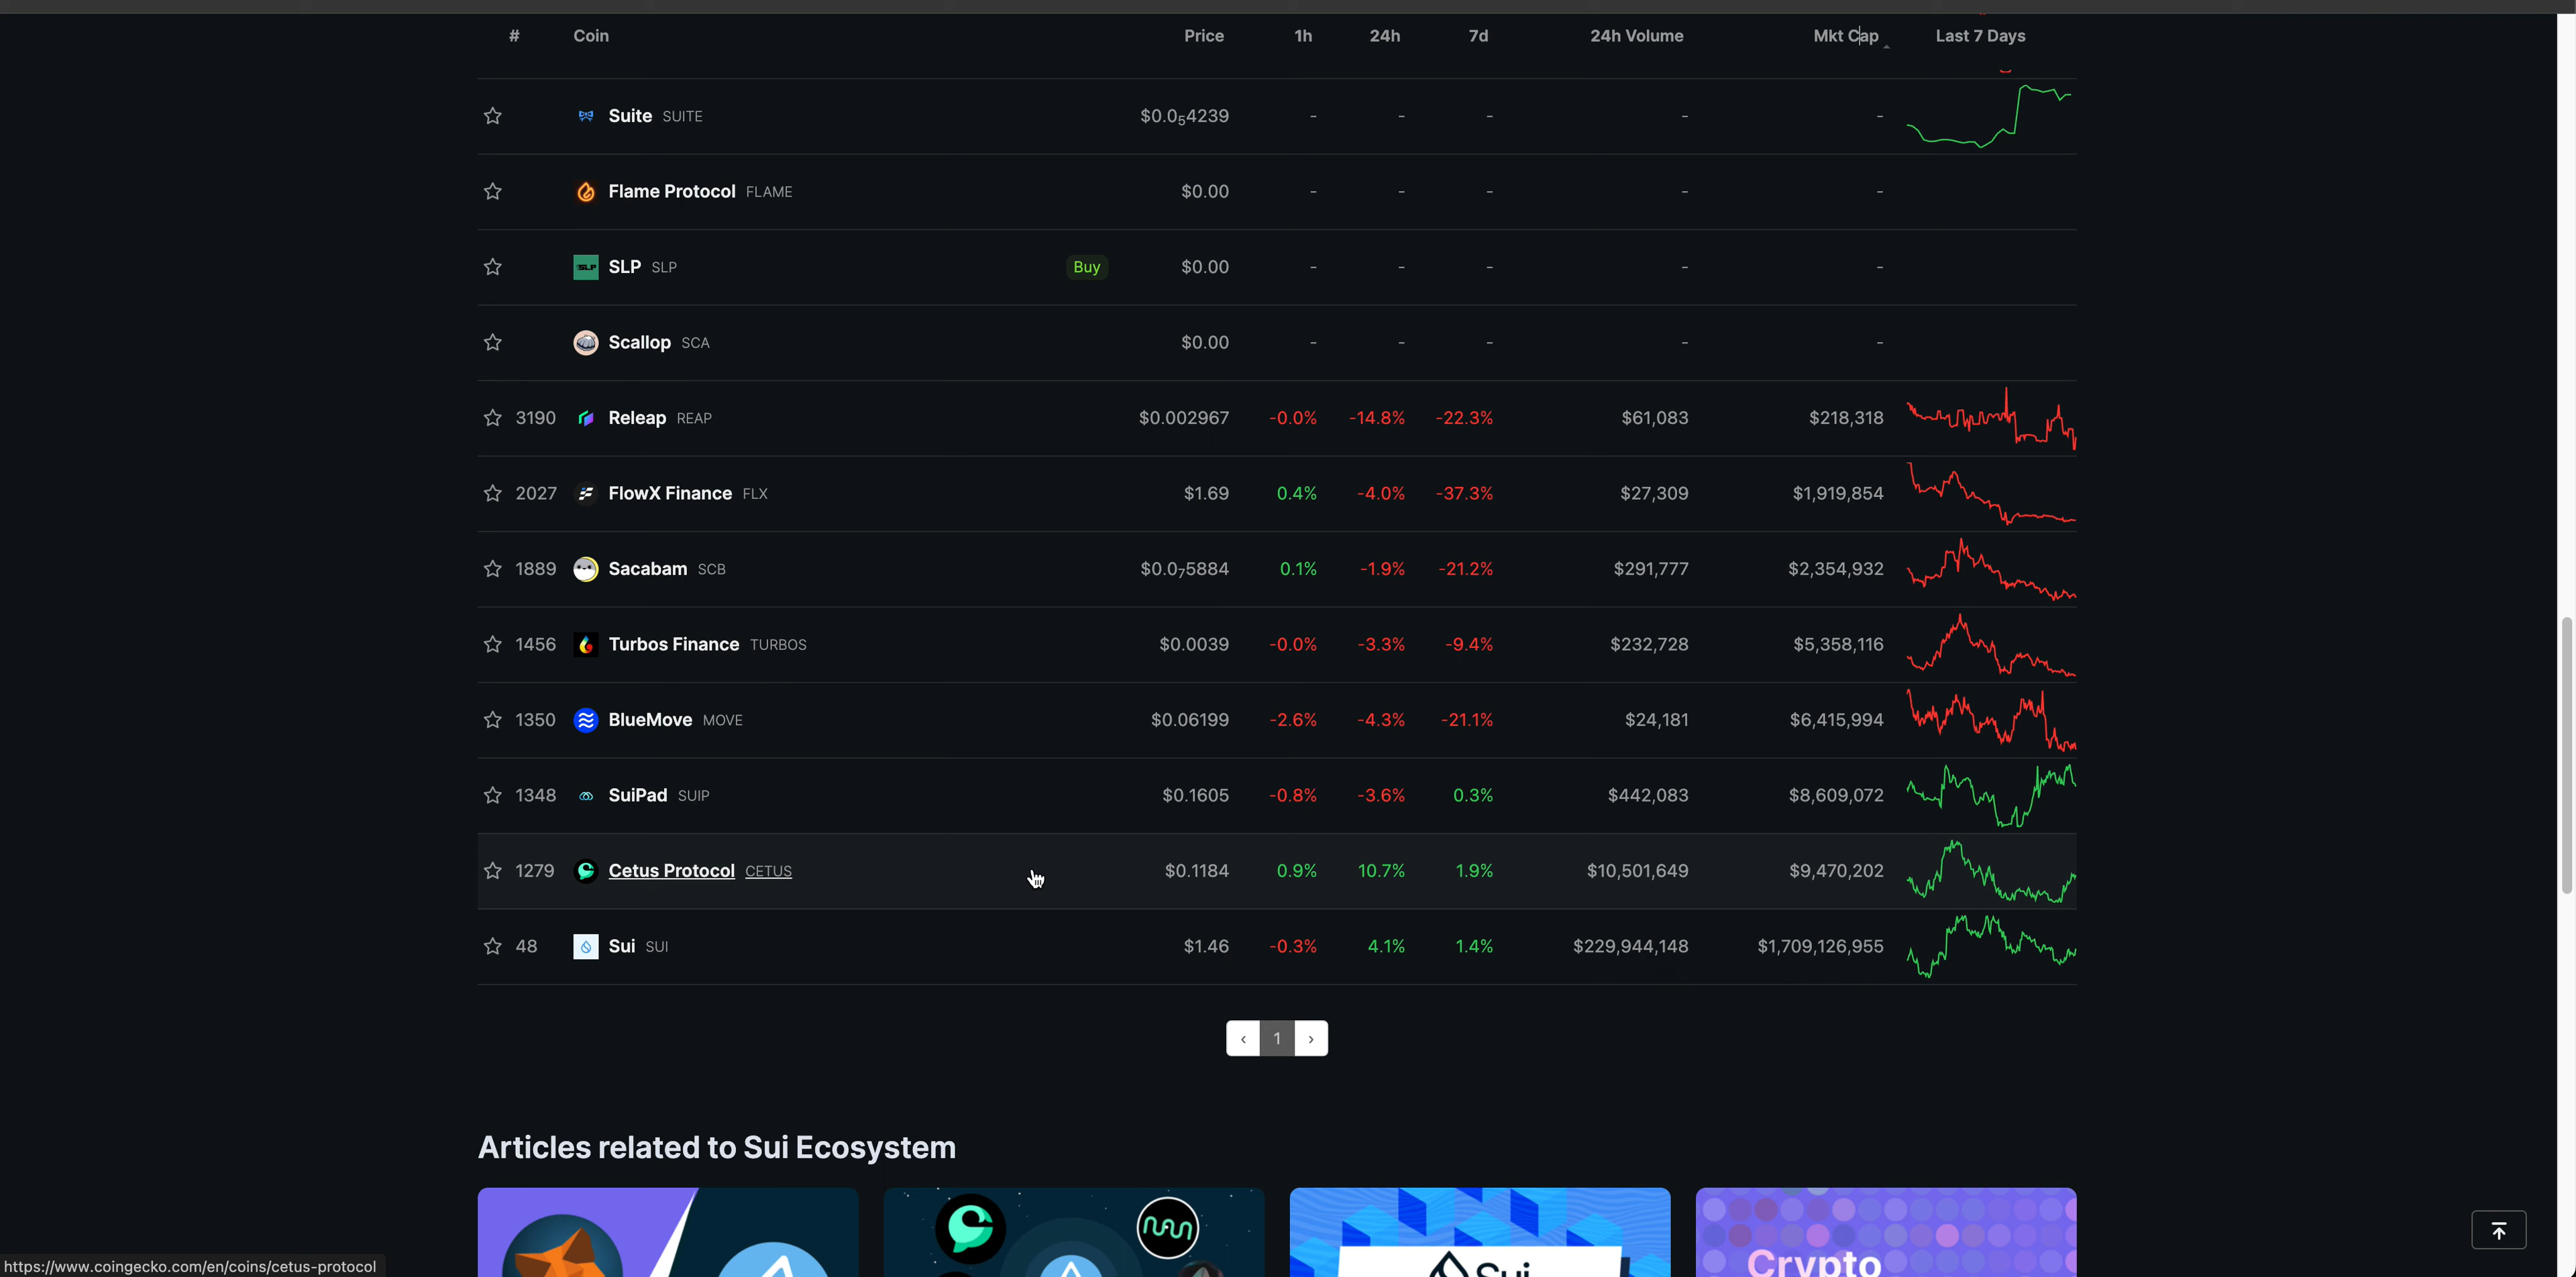 # Coin Price 1h 24h 7d 24h Volume Mkt Cap Last 7 Days
Suite SUITE $0.0₅4239 - - - - -
Flame Protocol FLAME $0.00 - - - - -
SLP SLP Buy $0.00 - - - - -
Scallop SCA $0.00 - - - - -
3190 Releap REAP $0.002967 -0.0% -14.8% -22.3% $61,083 $218,318
2027 FlowX Finance FLX $1.69 0.4% -4.0% -37.3% $27,309 $1,919,854
1889 Sacabam SCB $0.0₇5884 0.1% -1.9% -21.2% $291,777 $2,354,932
1456 Turbos Finance TURBOS $0.0039 -0.0% -3.3% -9.4% $232,728 $5,358,116
1350 BlueMove MOVE $0.06199 -2.6% -4.3% -21.1% $24,181 $6,415,994
1348 SuiPad SUIP $0.1605 -0.8% -3.6% 0.3% $442,083 $8,609,072
1279 Cetus Protocol CETUS $0.1184 0.9% 10.7% 1.9% $10,501,649 $9,470,202
48 Sui SUI $1.46 -0.3% 4.1% 1.4% $229,944,148 $1,709,126,955
‹ 1 ›
Articles related to Sui Ecosystem
Sui
Crypto
https://www.coingecko.com/en/coins/cetus-protocol